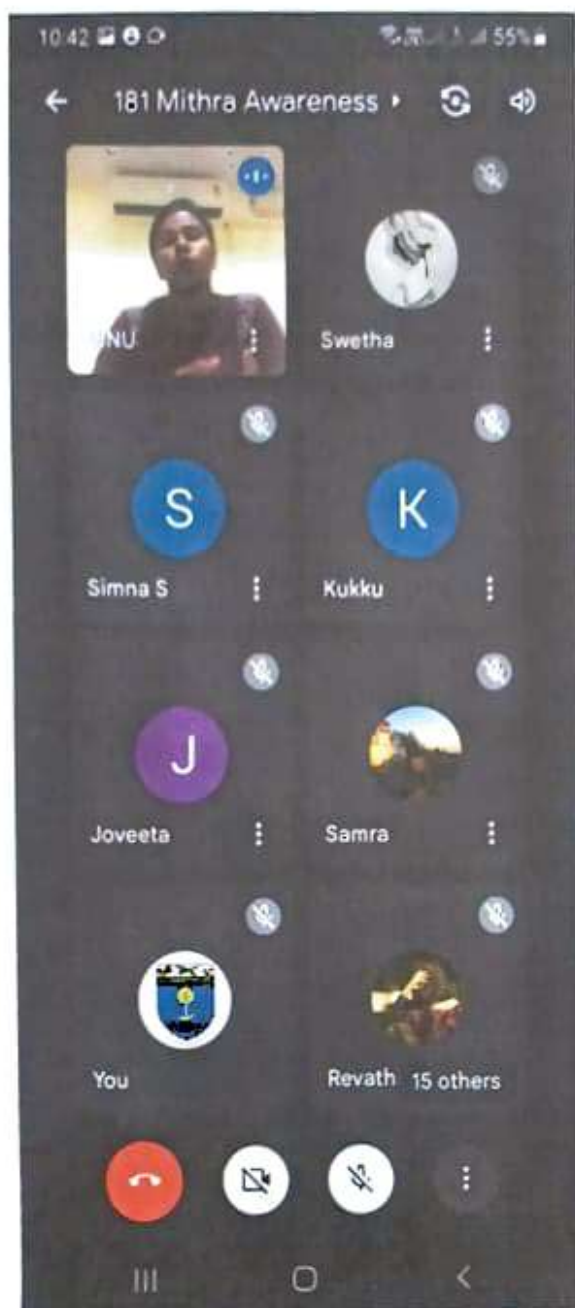 10:42 55%
181 Mithra Awareness
Swetha
S K
Simna S Kukku
J
Joveeta Samra
You Revath 15 others